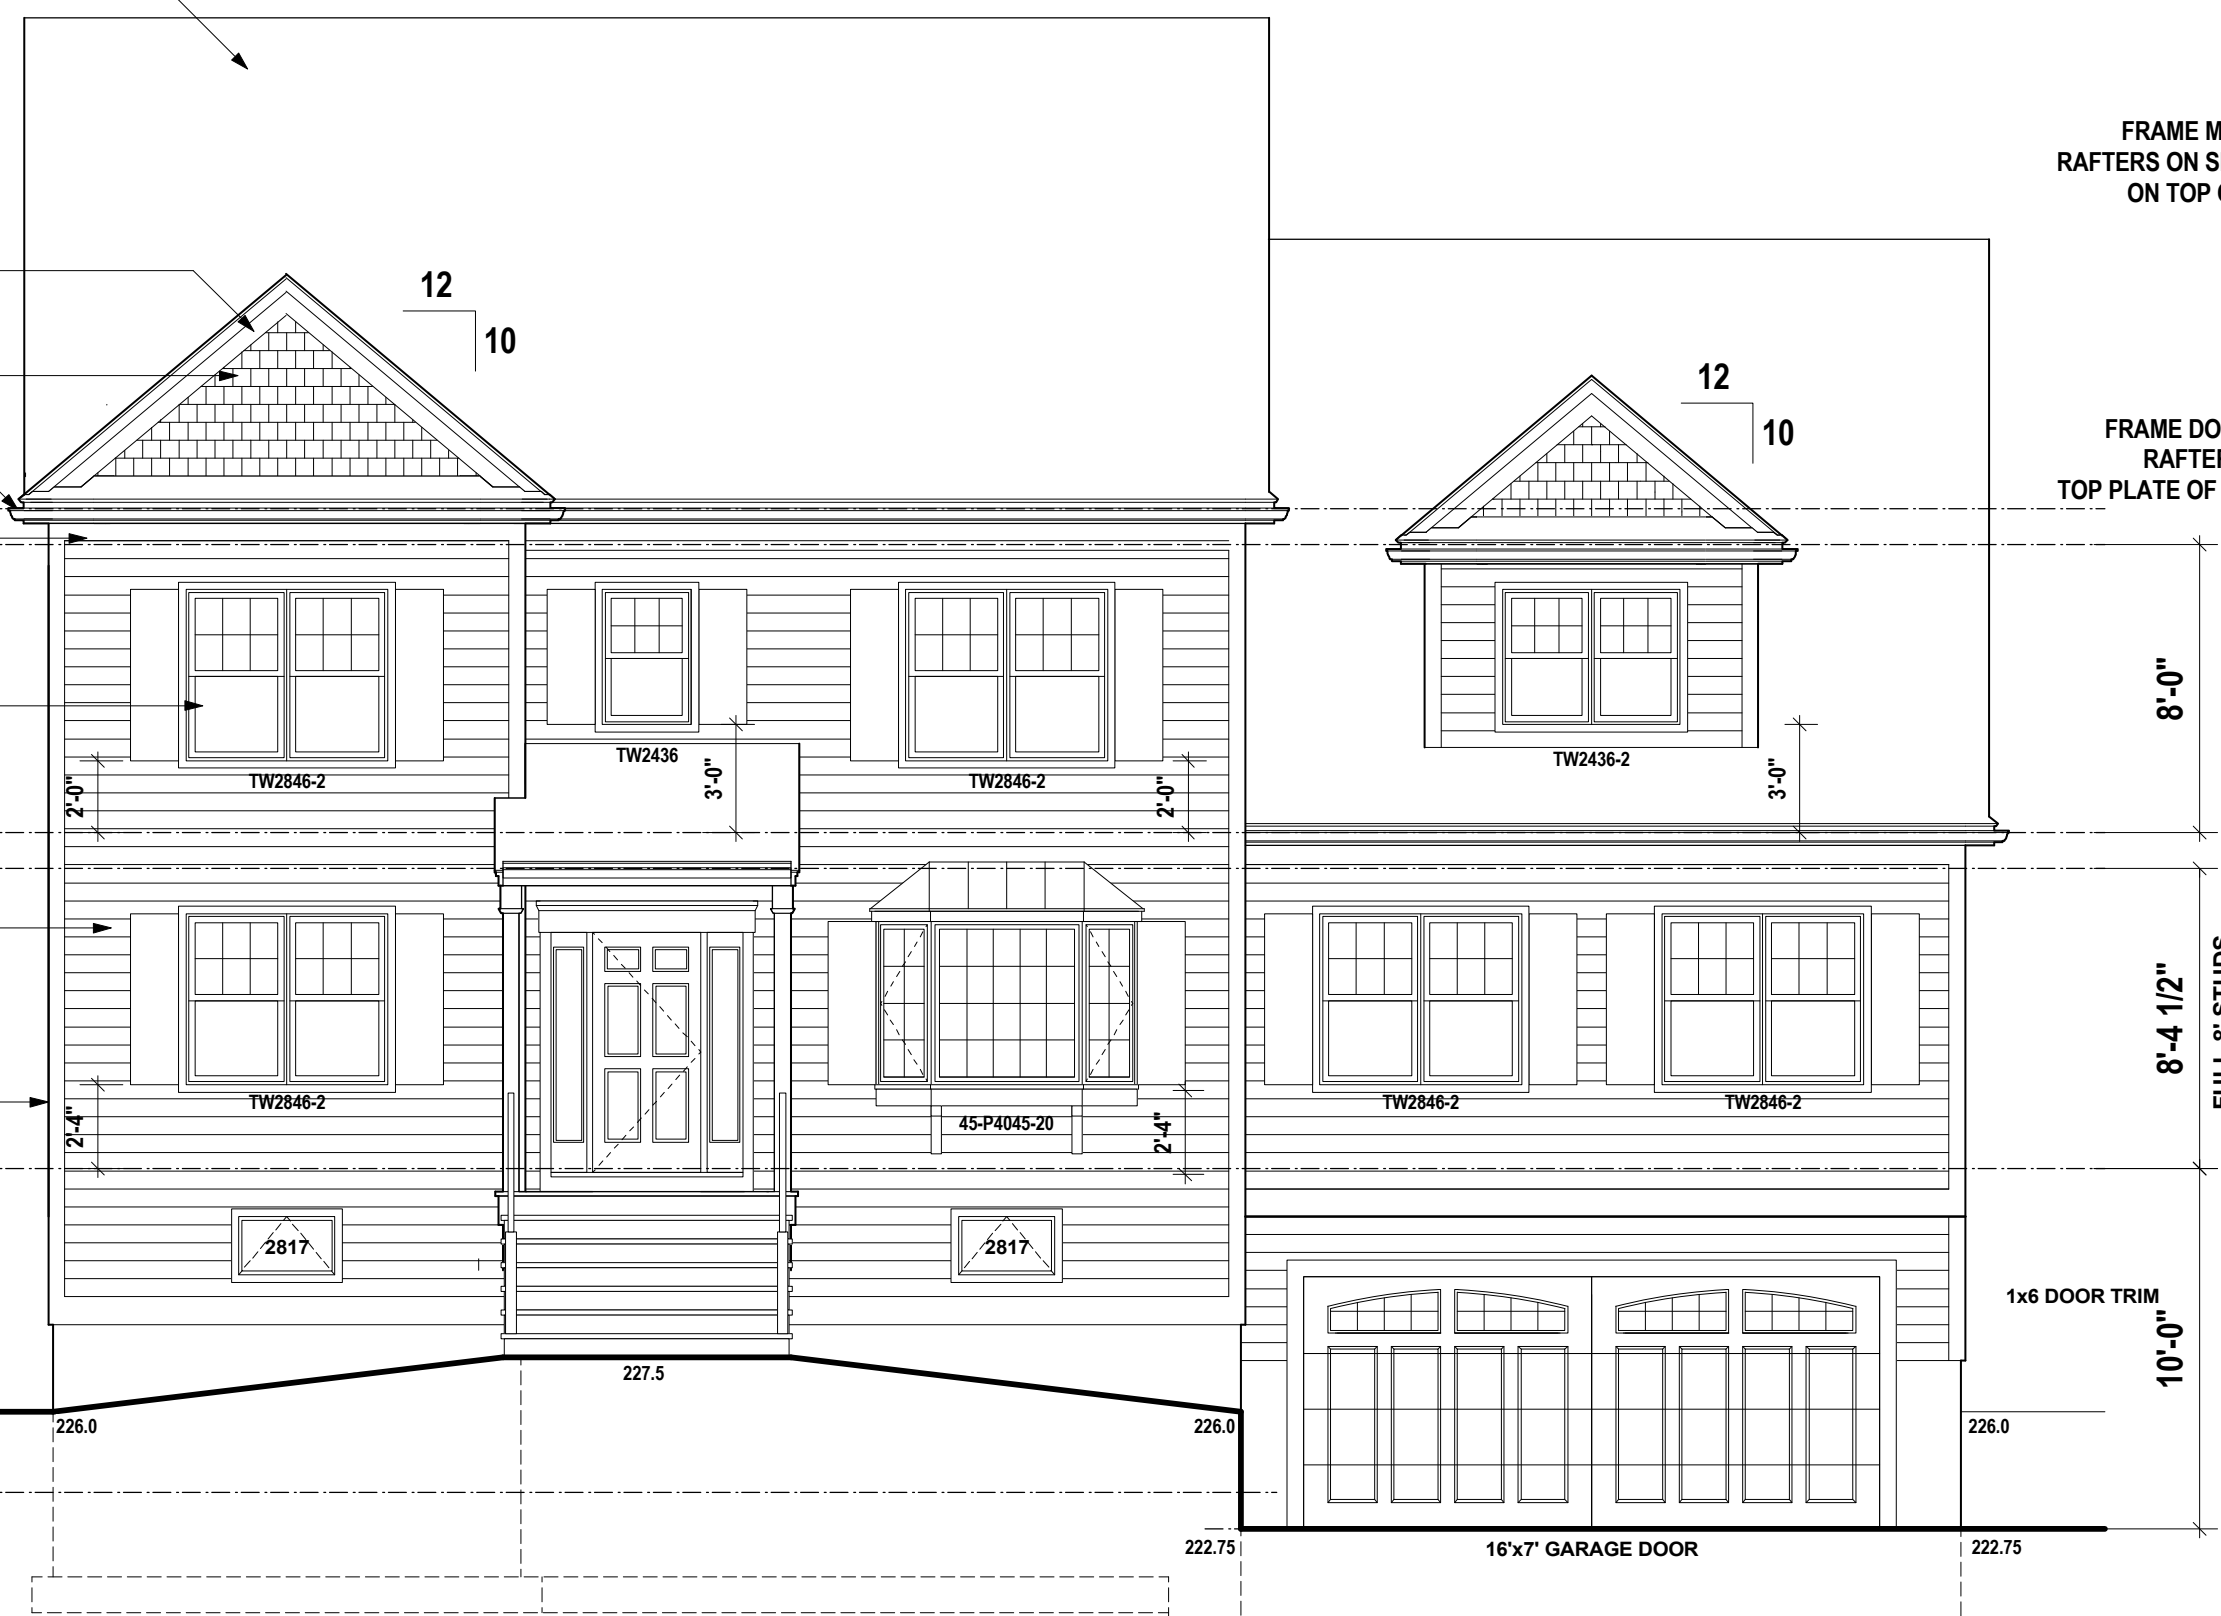 FRAME M
RAFTERS ON S
ON TOP
12
10
12
10
FRAME DO
RAFTE
TOP PLATE OF
TW2846-2
TW2436
TW2846-2
TW2436-2
2'-0"
3'-0"
2'-0"
3'-0"
8'-0"
TW2846-2
45-P4045-20
TW2846-2
TW2846-2
2'-4"
2'-4"
8'-4 1/2"
FULL 8' STUDS
2817
2817
1x6 DOOR TRIM
10'-0"
227.5
226.0
226.0
226.0
222.75
16'x7' GARAGE DOOR
222.75